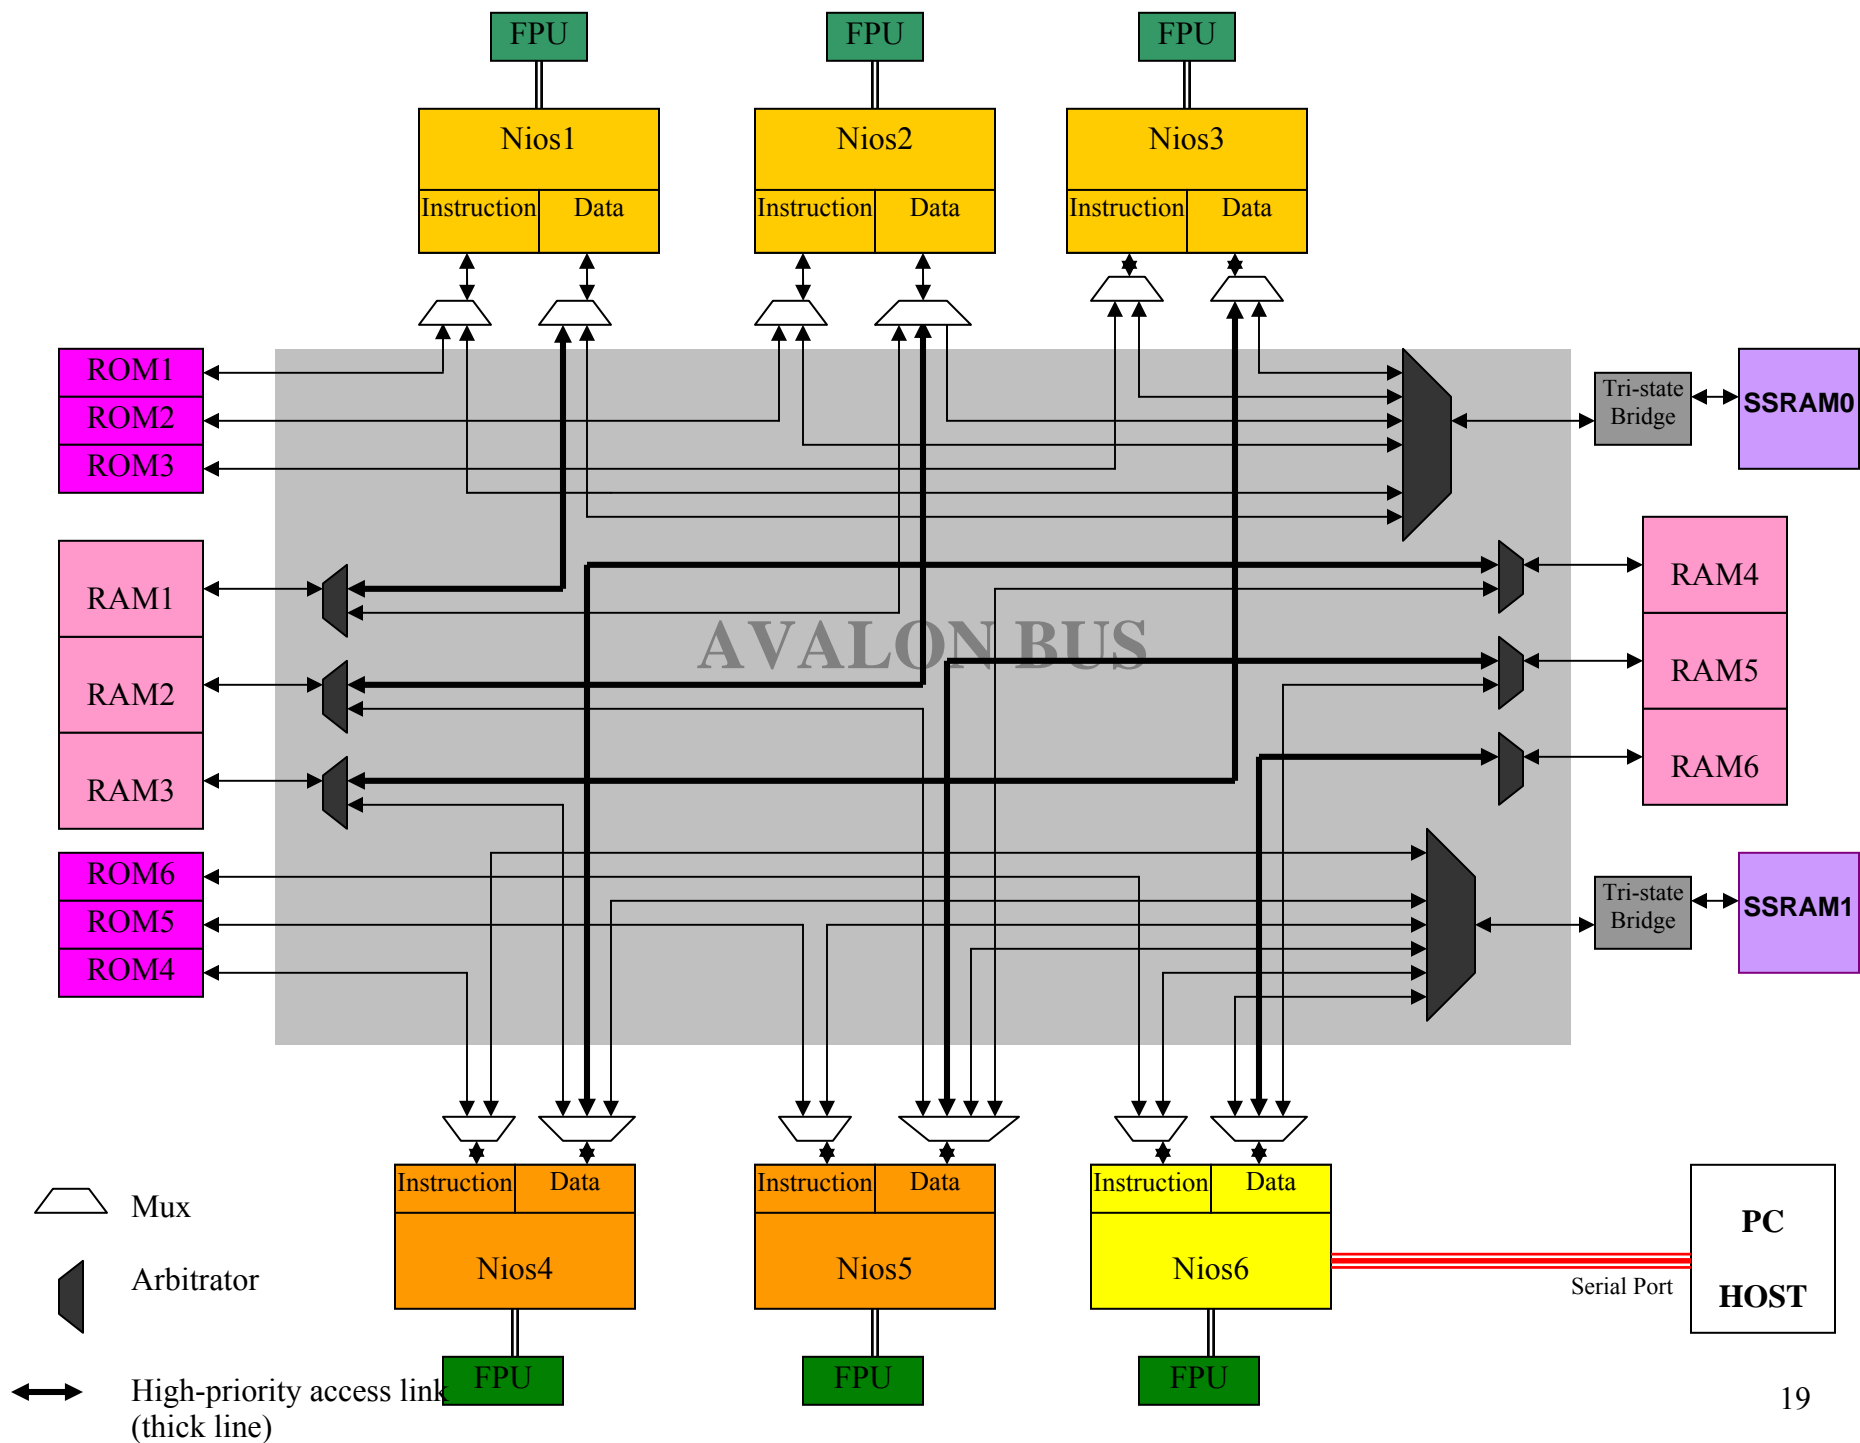 FPU
FPU
FPU
Nios1
Nios2
Nios3
Instruction
Data
Instruction
Data
Instruction
Data
ROM1
ROM2
ROM3
Tri-state
Bridge
SSRAM0
RAM1
RAM2
RAM3
AVALON BUS
RAM4
RAM5
RAM6
ROM6
ROM5
ROM4
Tri-state
Bridge
SSRAM1
Instruction
Data
Instruction
Data
Instruction
Data
Nios4
Nios5
Nios6
Serial Port
PC
HOST
Mux
Arbitrator
High-priority access link
(thick line)
FPU
FPU
FPU
19